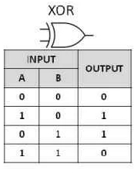 XOR
INPUT OUTPUT
A B
0 0 0
1 0 1
0 1 1
1 1 0